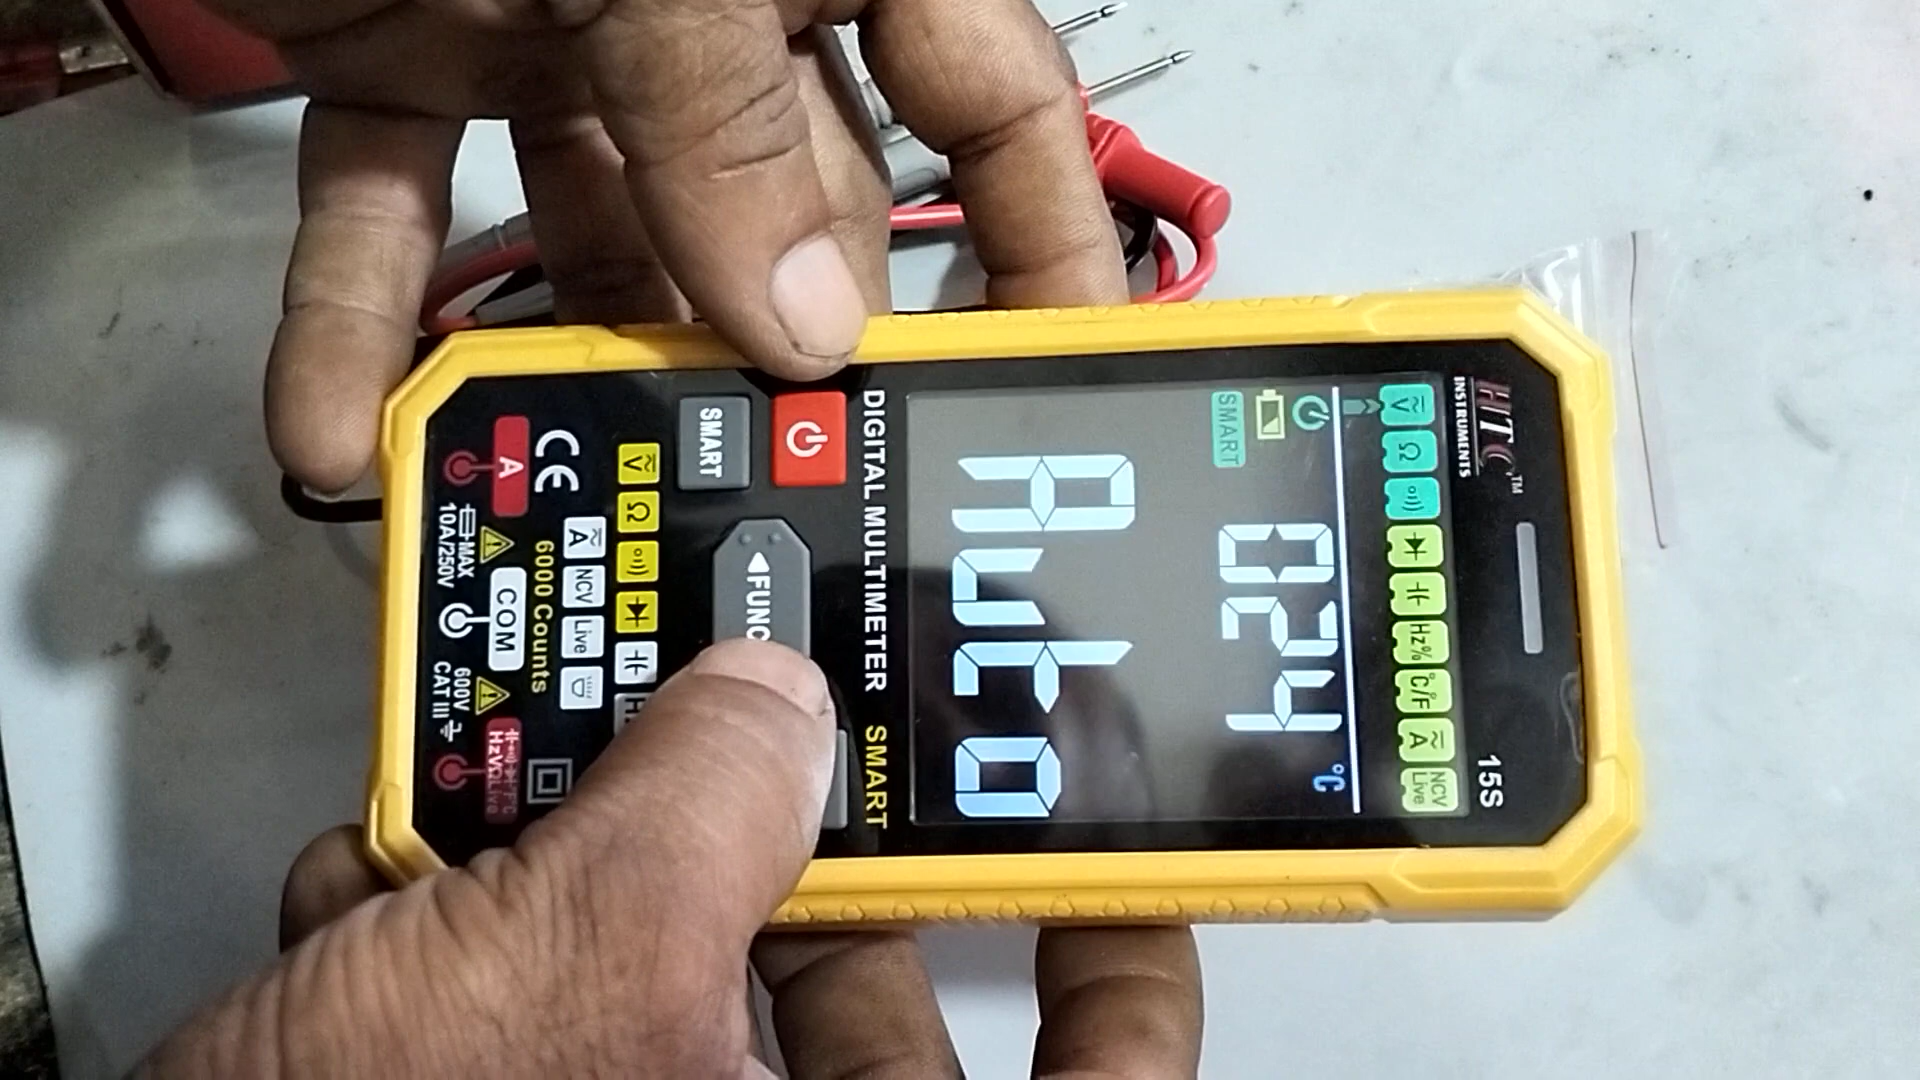 HTC™
INSTRUMENTS
15S
V Ω Hz% °C/°F A NCV
Live
SMART
024 °C
Auto
DIGITAL MULTIMETER SMART
SMART
◀FUNC
V Ω
A NCV Live
6000 Counts
CE
A
COM
MAX
10A/250V
600V
CAT III
HzVΩLive